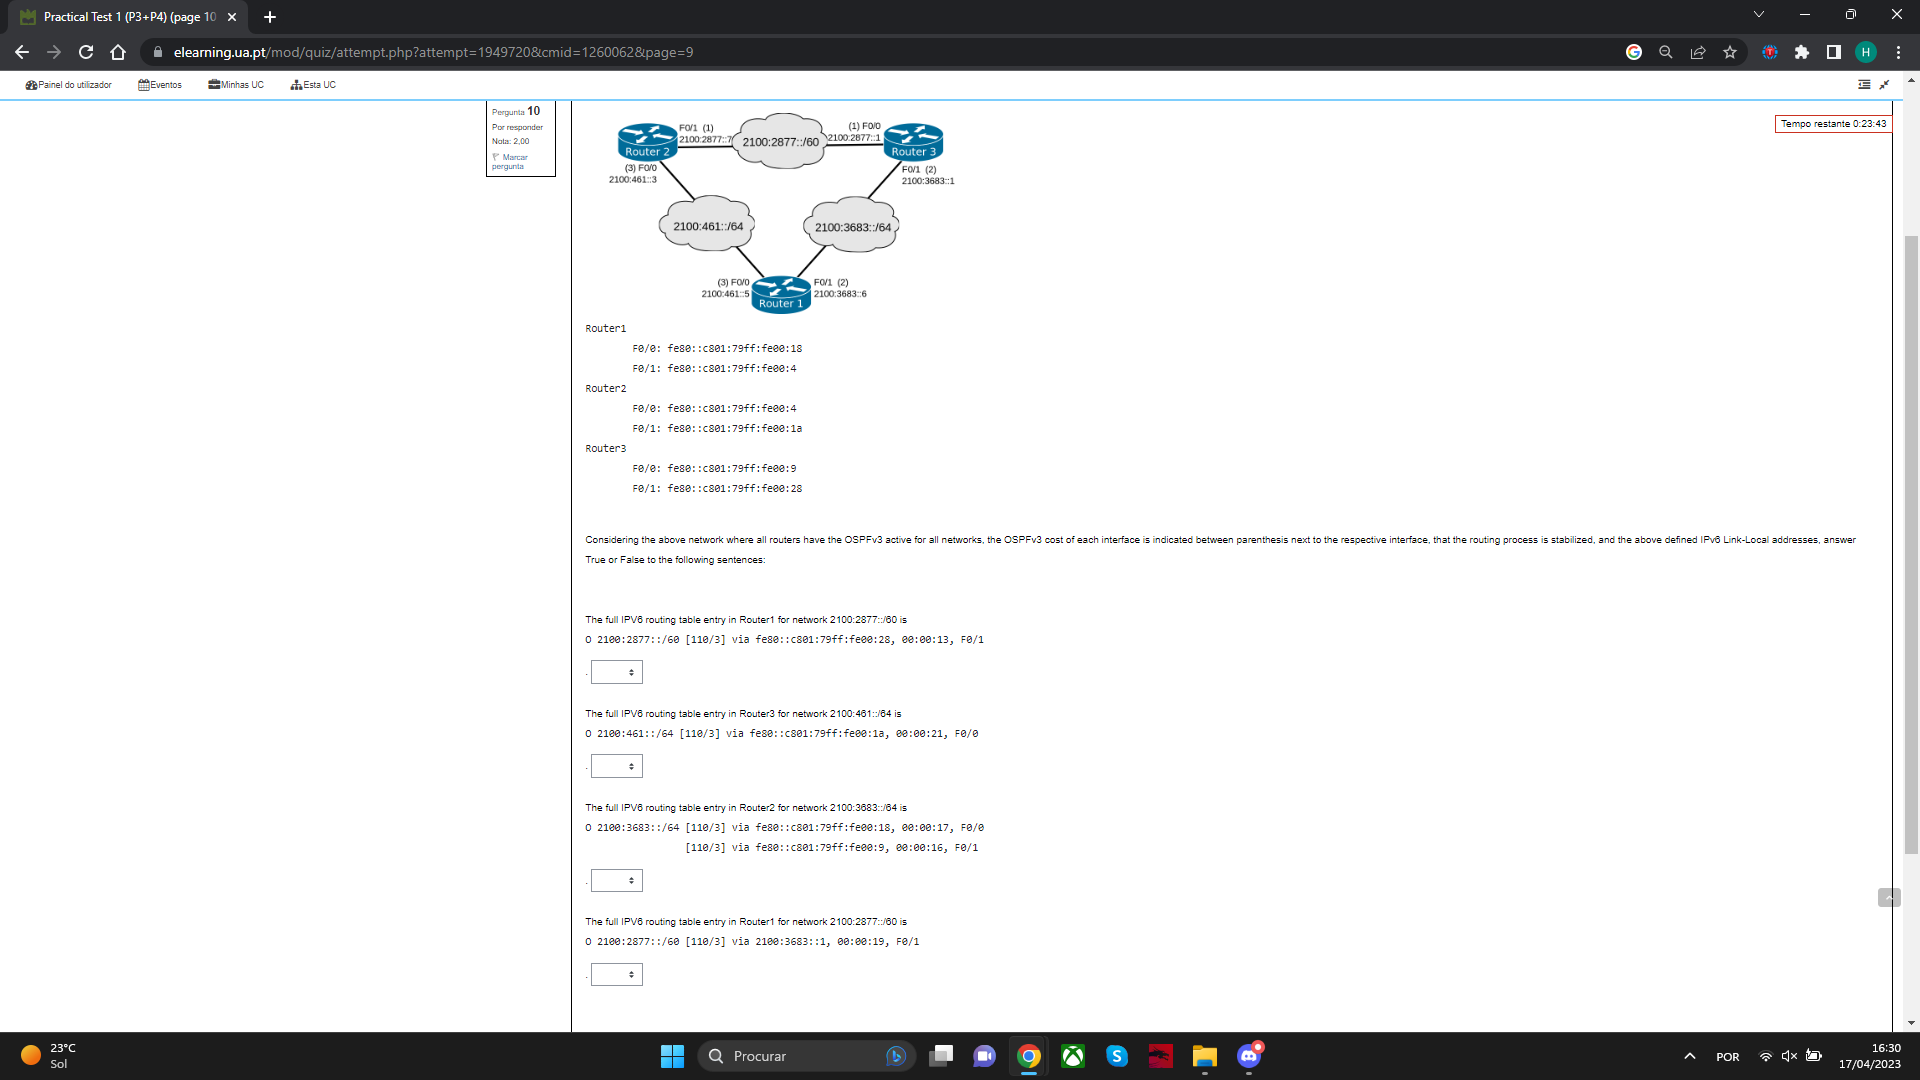 Practical Test 1 (P3+P4) (page 10
elearning.ua.pt/mod/quiz/attempt.php?attempt=1949720&cmid=1260062&page=9
H
Painel do utilizador
Eventos
Minhas UC
Esta UC
Pergunta 10
Por responder
Nota: 2,00
Marcar pergunta
Tempo restante 0:23:43
F0/1 (1)
2100:2877::7
2100:2877::/60
(1) F0/0
2100:2877::1
Router 2
Router 3
(3) F0/0
2100:461::3
F0/1 (2)
2100:3683::1
2100:461::/64
2100:3683::/64
(3) F0/0
2100:461::5
F0/1 (2)
2100:3683::6
Router 1
Router1
F0/0: fe80::c801:79ff:fe00:18
F0/1: fe80::c801:79ff:fe00:4
Router2
F0/0: fe80::c801:79ff:fe00:4
F0/1: fe80::c801:79ff:fe00:1a
Router3
F0/0: fe80::c801:79ff:fe00:9
F0/1: fe80::c801:79ff:fe00:28
Considering the above network where all routers have the OSPFv3 active for all networks, the OSPFv3 cost of each interface is indicated between parenthesis next to the respective interface, that the routing process is stabilized, and the above defined IPv6 Link-Local addresses, answer
True or False to the following sentences:
The full IPV6 routing table entry in Router1 for network 2100:2877::/60 is
O 2100:2877::/60 [110/3] via fe80::c801:79ff:fe00:28, 00:00:13, F0/1
.
The full IPV6 routing table entry in Router3 for network 2100:461::/64 is
O 2100:461::/64 [110/3] via fe80::c801:79ff:fe00:1a, 00:00:21, F0/0
.
The full IPV6 routing table entry in Router2 for network 2100:3683::/64 is
O 2100:3683::/64 [110/3] via fe80::c801:79ff:fe00:18, 00:00:17, F0/0
[110/3] via fe80::c801:79ff:fe00:9, 00:00:16, F0/1
.
The full IPV6 routing table entry in Router1 for network 2100:2877::/60 is
O 2100:2877::/60 [110/3] via 2100:3683::1, 00:00:19, F0/1
.
23°C
Sol
Procurar
POR
16:30
17/04/2023